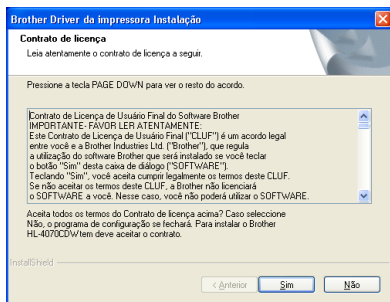 Brother Driver da impressora Instalação
Contrato de licença
Leia atentamente o contrato de licença a seguir.
Pressione a tecla PAGE DOWN para ver o resto do acordo.
Contrato de Licença de Usuário Final do Software Brother
IMPORTANTE- FAVOR LER ATENTAMENTE:
Este Contrato de Licença de Usuário Final ("CLUF") é um acordo legal
entre você e a Brother Industries Ltd. ("Brother"), que regula
a utilização do software Brother que será instalado se você teclar
o botão "Sim" desta caixa de diálogo ("SOFTWARE").
Teclando "Sim", você aceita cumprir legalmente os termos deste CLUF.
Se não aceitar os termos deste CLUF, a Brother não licenciará
o SOFTWARE a você. Nesse caso, você não poderá utilizar o SOFTWARE.
Aceita todos os termos do Contrato de licença acima? Caso seleccione
Não, o programa de configuração se fechará. Para instalar o Brother
HL-4070CDW tem deve aceitar o contrato.
InstallShield
< Anterior
Sim
Não